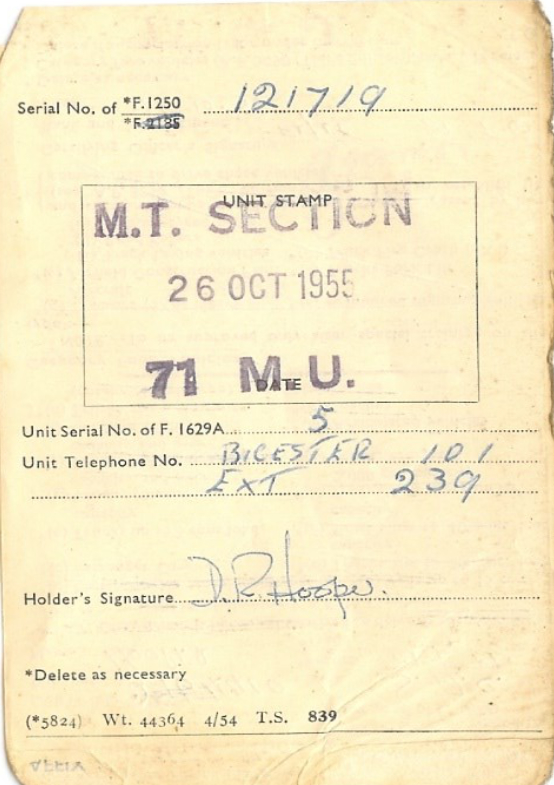 Serial No. of *F.1250 121719
*F.2185
UNIT STAMP
M.T. SECTION
26 OCT 1955
71 M.U.
DATE
Unit Serial No. of F. 1629A 5
Unit Telephone No. BICESTER 101
EXT 239
Holder's Signature D.R. Hooper.
*Delete as necessary
(*5824) Wt. 44364 4/54 T.S. 839